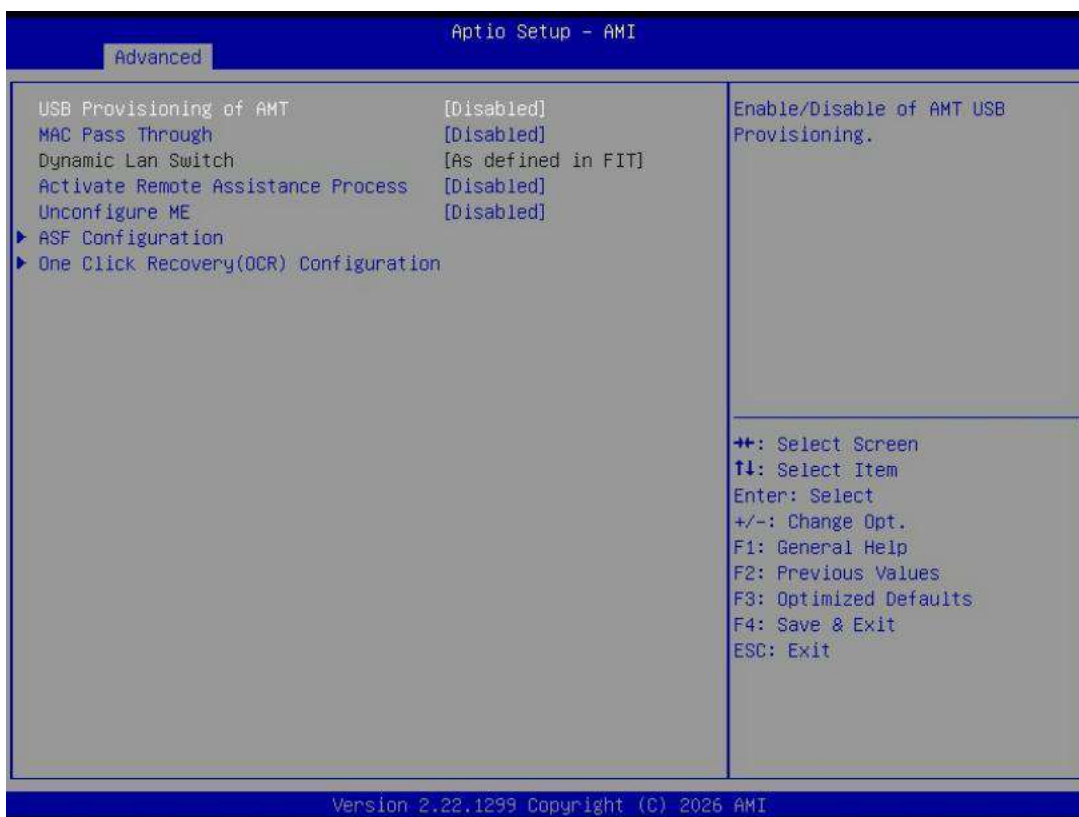 Aptio Setup – AMI
Advanced
USB Provisioning of AMT [Disabled]
MAC Pass Through [Disabled]
Dynamic Lan Switch [As defined in FIT]
Activate Remote Assistance Process [Disabled]
Unconfigure ME [Disabled]
▶ ASF Configuration
▶ One Click Recovery(OCR) Configuration
Enable/Disable of AMT USB
Provisioning.
→←: Select Screen
↑↓: Select Item
Enter: Select
+/-: Change Opt.
F1: General Help
F2: Previous Values
F3: Optimized Defaults
F4: Save & Exit
ESC: Exit
Version 2.22.1299 Copyright (C) 2026 AMI